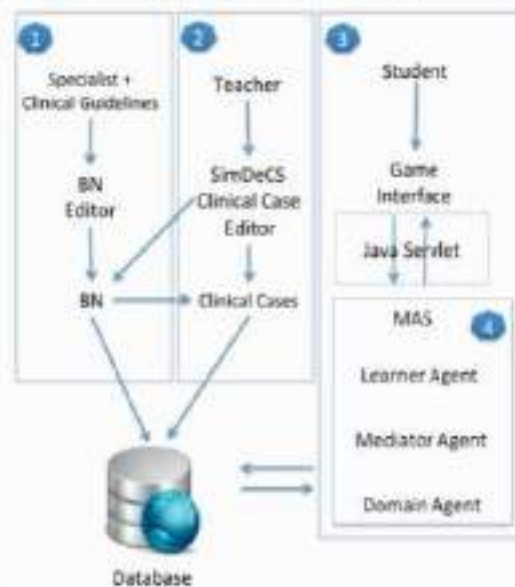 1
Specialist +
Clinical Guidelines
BN
Editor
BN
2
Teacher
SimDeCS
Clinical Case
Editor
Clinical Cases
3
Student
Game
Interface
Java Servlet
MAS
4
Learner Agent
Mediator Agent
Domain Agent
Database